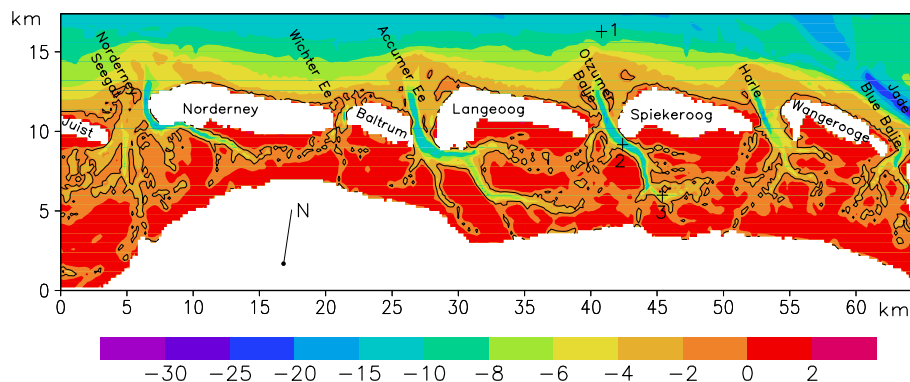 km
15
10
5
0
Norderney
Seegat
Wichter Ee
Accumer Ee
Otzumer
Balje
Harle
Jade
Blue Balje
+1
Juist
Norderney
Baltrum
Langeoog
Spiekeroog
Wangerooge
2
3
N
0 5 10 15 20 25 30 35 40 45 50 55 60 km
−30 −25 −20 −15 −10 −8 −6 −4 −2 0 2